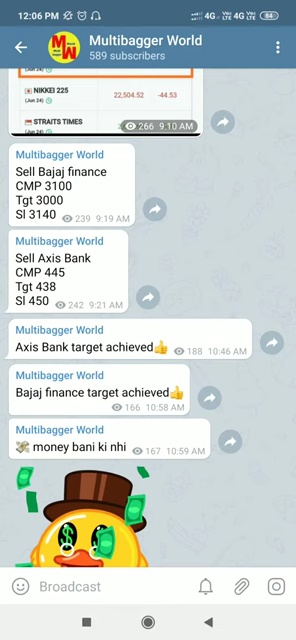 12:06 PM
4G 4G 84
Multibagger World
589 subscribers
(Jun 24)
NIKKEI 225 22,504.52 -44.53
(Jun 24)
STRAITS TIMES
266 9:10 AM
Multibagger World
Sell Bajaj finance
CMP 3100
Tgt 3000
Sl 3140 239 9:19 AM
Multibagger World
Sell Axis Bank
CMP 445
Tgt 438
Sl 450 242 9:21 AM
Multibagger World
Axis Bank target achieved👍 188 10:46 AM
Multibagger World
Bajaj finance target achieved👍
166 10:58 AM
Multibagger World
💸 money bani ki nhi 167 10:59 AM
Broadcast